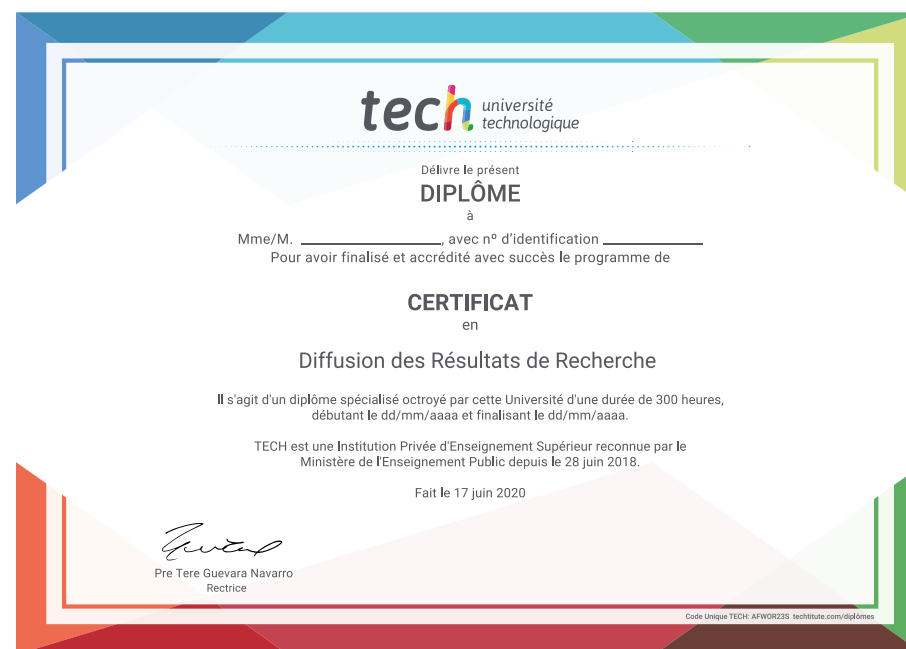 tech université
technologique
Délivre le présent
DIPLÔME
à
Mme/M. ____________________, avec nº d'identification ______________
Pour avoir finalisé et accrédité avec succès le programme de
CERTIFICAT
en
Diffusion des Résultats de Recherche
Il s'agit d'un diplôme spécialisé octroyé par cette Université d'une durée de 300 heures,
débutant le dd/mm/aaaa et finalisant le dd/mm/aaaa.
TECH est une Institution Privée d'Enseignement Supérieur reconnue par le
Ministère de l'Enseignement Public depuis le 28 juin 2018.
Fait le 17 juin 2020
Pre Tere Guevara Navarro
Rectrice
Code Unique TECH: AFWOR23S techtitute.com/diplômes